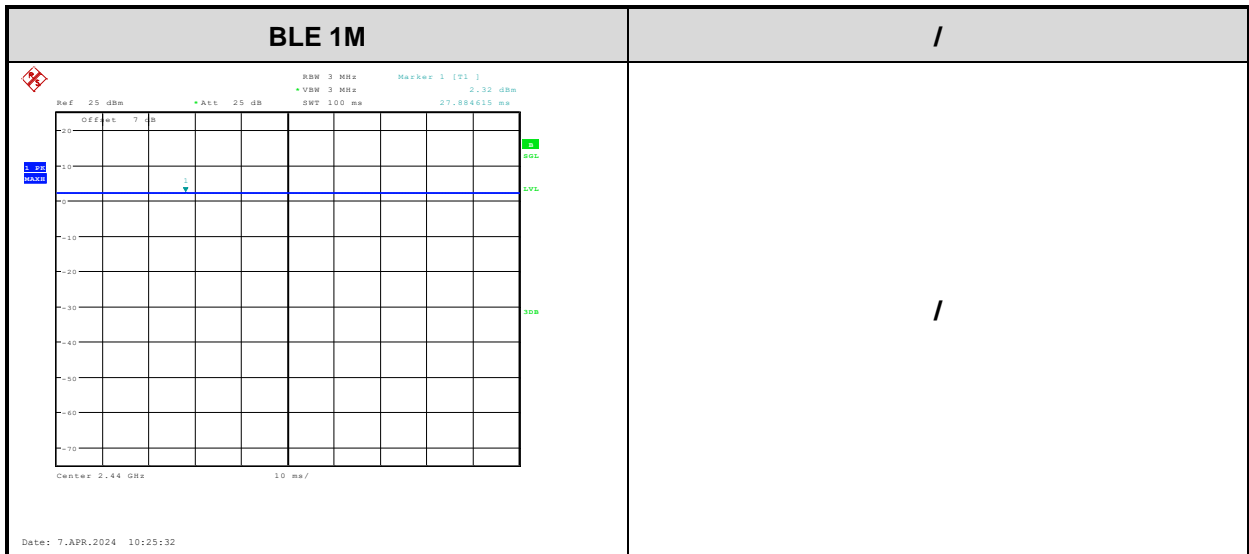 BLE 1M
/
R S
RBW 3 MHz
Marker 1 [T1 ]
* VBW 3 MHz
2.32 dBm
Ref 25 dBm
* Att 25 dB
SWT 100 ms
27.884615 ms
Offset 7 dB
20
A
SGL
1 PK
MAXH
10
1
LVL
0
-10
-20
-30
3DB
-40
-50
-60
-70
Center 2.44 GHz
10 ms/
/
Date: 7.APR.2024 10:25:32